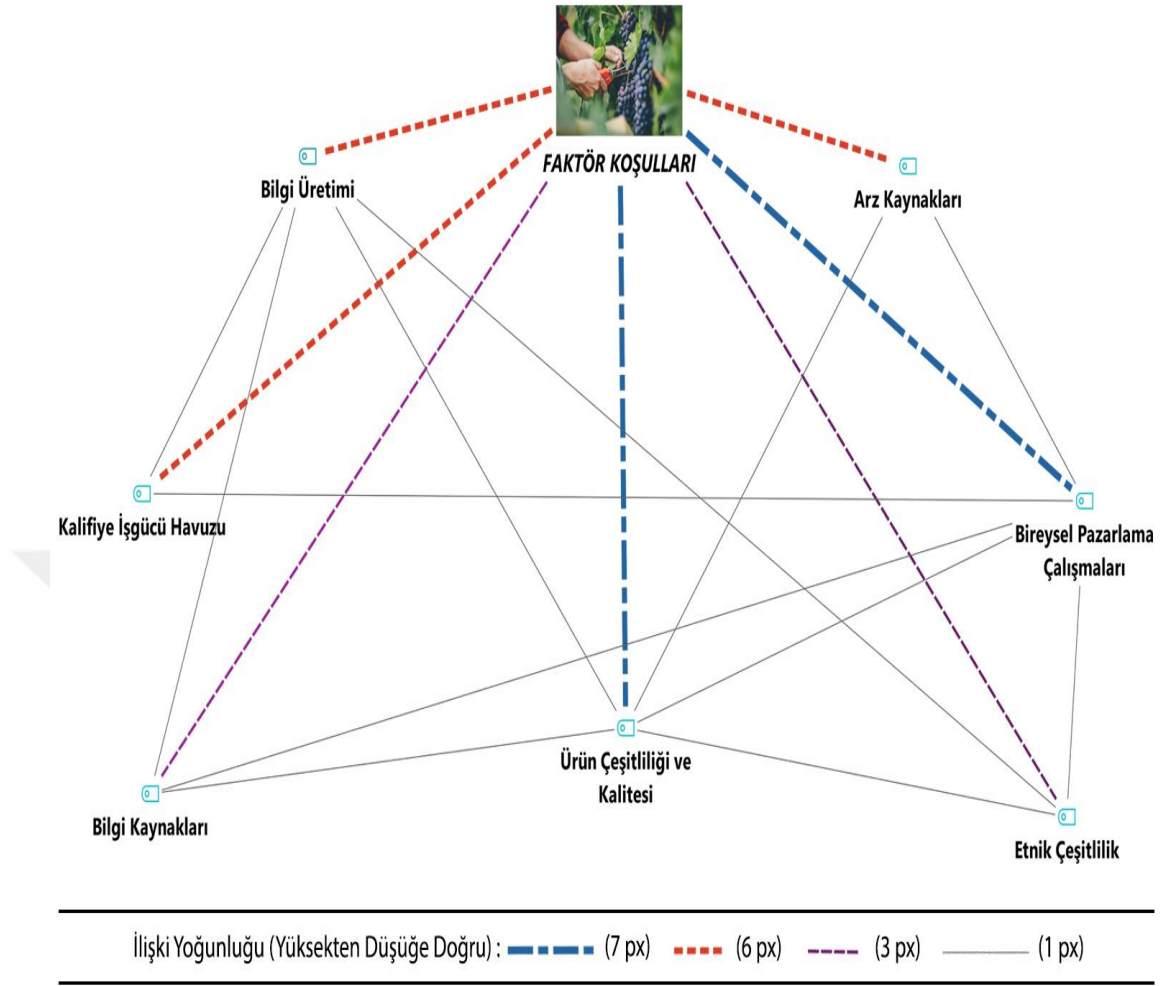 FAKTÖR KOŞULLARI
Bilgi Üretimi
Arz Kaynakları
Kalifiye İşgücü Havuzu
Bireysel Pazarlama
Çalışmaları
Ürün Çeşitliliği ve
Kalitesi
Bilgi Kaynakları
Etnik Çeşitlilik
İlişki Yoğunluğu (Yüksekten Düşüğe Doğru) : (7 px) (6 px) (3 px) (1 px)